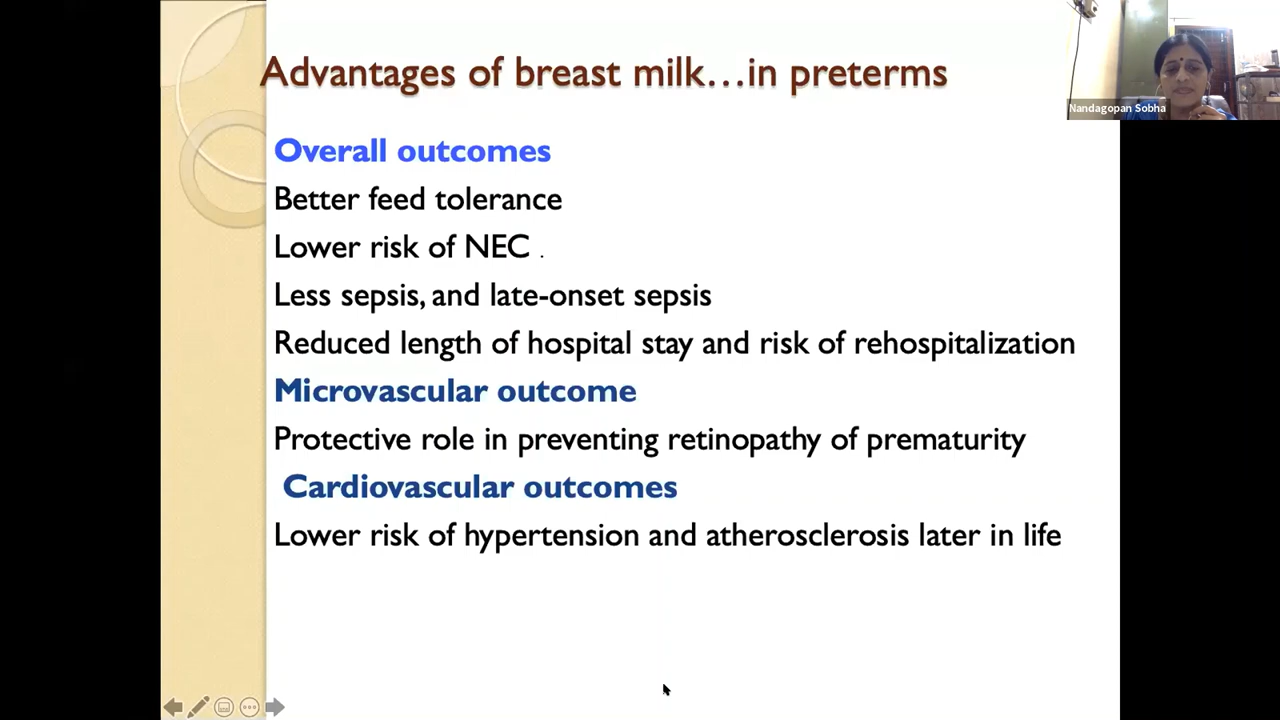 Advantages of breast milk...in preterms
Nandagopan Sobha
Overall outcomes
Better feed tolerance
Lower risk of NEC .
Less sepsis, and late-onset sepsis
Reduced length of hospital stay and risk of rehospitalization
Microvascular outcome
Protective role in preventing retinopathy of prematurity
Cardiovascular outcomes
Lower risk of hypertension and atherosclerosis later in life